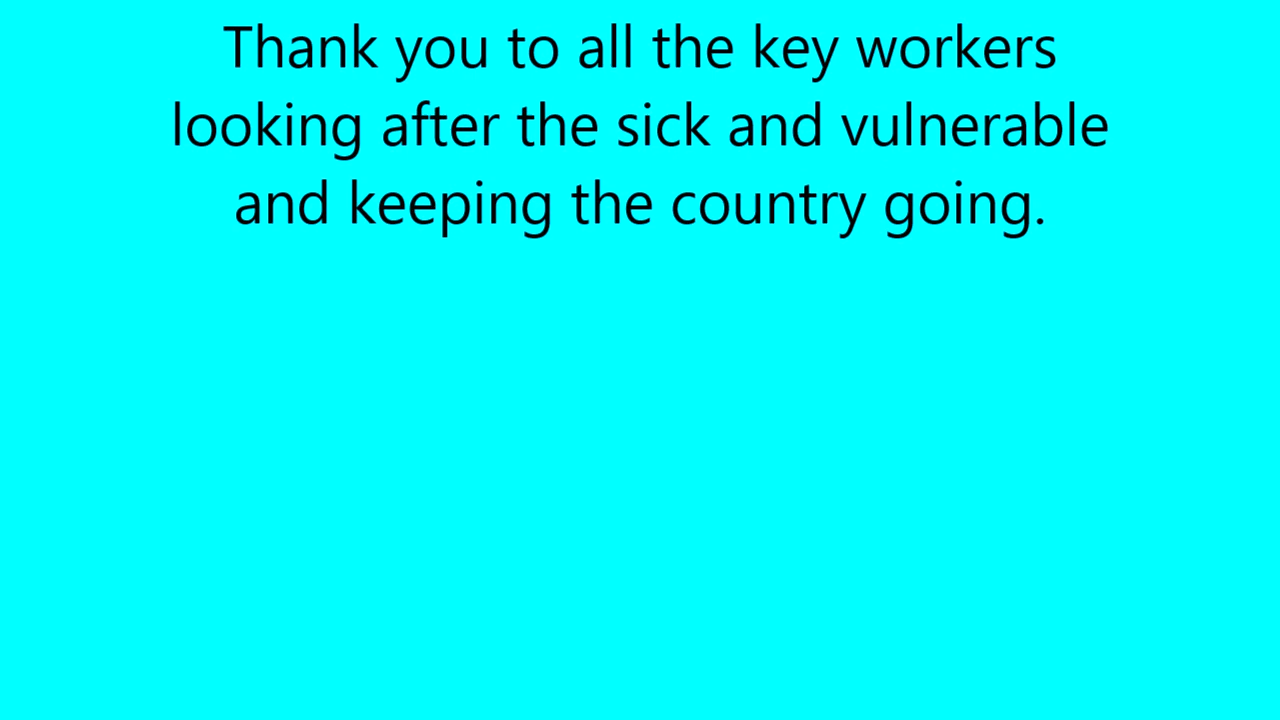 Thank you to all the key workers
looking after the sick and vulnerable
and keeping the country going.